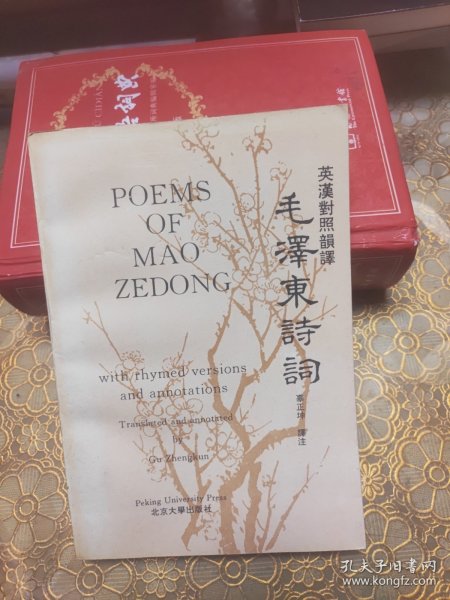 POEMS
OF
MAO
ZEDONG
with rhymed versions
and annotations
Translated and annotated
by
Gu Zhengkun
Peking University Press
北京大學出版社
英漢對照韻譯
毛澤東詩詞
辜正坤 譯注
孔夫子旧书网
www.kongfz.com